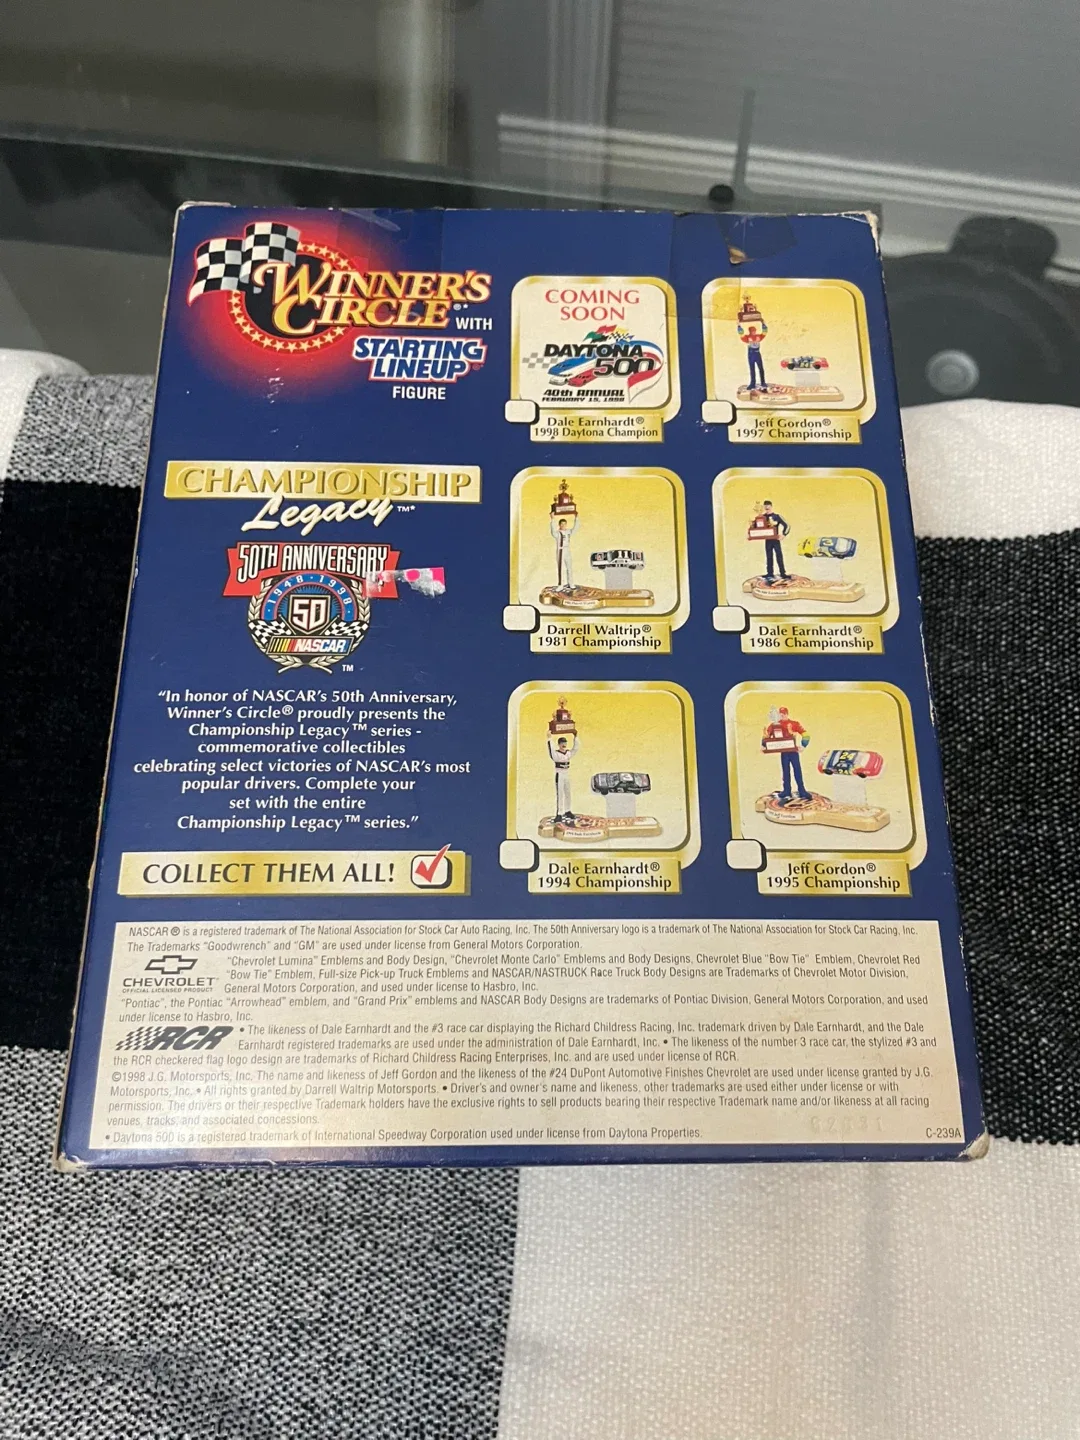 WINNER'S
CIRCLE®*
WITH
STARTING
LINEUP®
FIGURE
CHAMPIONSHIP
Legacy™*
50TH ANNIVERSARY
1948·1998
50
NASCAR
TM
"In honor of NASCAR's 50th Anniversary,
Winner's Circle® proudly presents the
Championship Legacy™ series -
commemorative collectibles
celebrating select victories of NASCAR's most
popular drivers. Complete your
set with the entire
Championship Legacy™ series."
COLLECT THEM ALL!
COMING
SOON
DAYTONA
500
40th ANNUAL
FEBRUARY 15, 1998
Dale Earnhardt®
1998 Daytona Champion
Jeff Gordon®
1997 Championship
11
Darrell Waltrip®
1981 Championship
Dale Earnhardt®
1986 Championship
Dale Earnhardt®
1994 Championship
Jeff Gordon®
1995 Championship
NASCAR ® is a registered trademark of The National Association for Stock Car Auto Racing, Inc. The 50th Anniversary logo is a trademark of The National Association for Stock Car Racing, Inc.
The Trademarks "Goodwrench" and "GM" are used under license from General Motors Corporation.
CHEVROLET
OFFICIAL LICENSED PRODUCT
"Chevrolet Lumina" Emblems and Body Design, "Chevrolet Monte Carlo" Emblems and Body Designs, Chevrolet Blue "Bow Tie" Emblem, Chevrolet Red
"Bow Tie" Emblem, Full-size Pick-up Truck Emblems and NASCAR/NASTRUCK Race Truck Body Designs are Trademarks of Chevrolet Motor Division,
General Motors Corporation, and used under license to Hasbro, Inc.
"Pontiac", the Pontiac "Arrowhead" emblem, and "Grand Prix" emblems and NASCAR Body Designs are trademarks of Pontiac Division, General Motors Corporation, and used
under license to Hasbro, Inc.
RCR
• The likeness of Dale Earnhardt and the #3 race car displaying the Richard Childress Racing, Inc. trademark driven by Dale Earnhardt, and the Dale
Earnhardt registered trademarks are used under the administration of Dale Earnhardt, Inc. • The likeness of the number 3 race car, the stylized #3 and
the RCR checkered flag logo design are trademarks of Richard Childress Racing Enterprises, Inc. and are used under license of RCR.
©1998 J.G. Motorsports, Inc. The name and likeness of Jeff Gordon and the likeness of the #24 DuPont Automotive Finishes Chevrolet are used under license granted by J.G.
Motorsports, Inc. • All rights granted by Darrell Waltrip Motorsports. • Driver's and owner's name and likeness, other trademarks are used either under license or with
permission. The drivers or their respective Trademark holders have the exclusive rights to sell products bearing their respective Trademark name and/or likeness at all racing
venues, tracks, and associated concessions.
• Daytona 500 is a registered trademark of International Speedway Corporation used under license from Daytona Properties.
C-239A